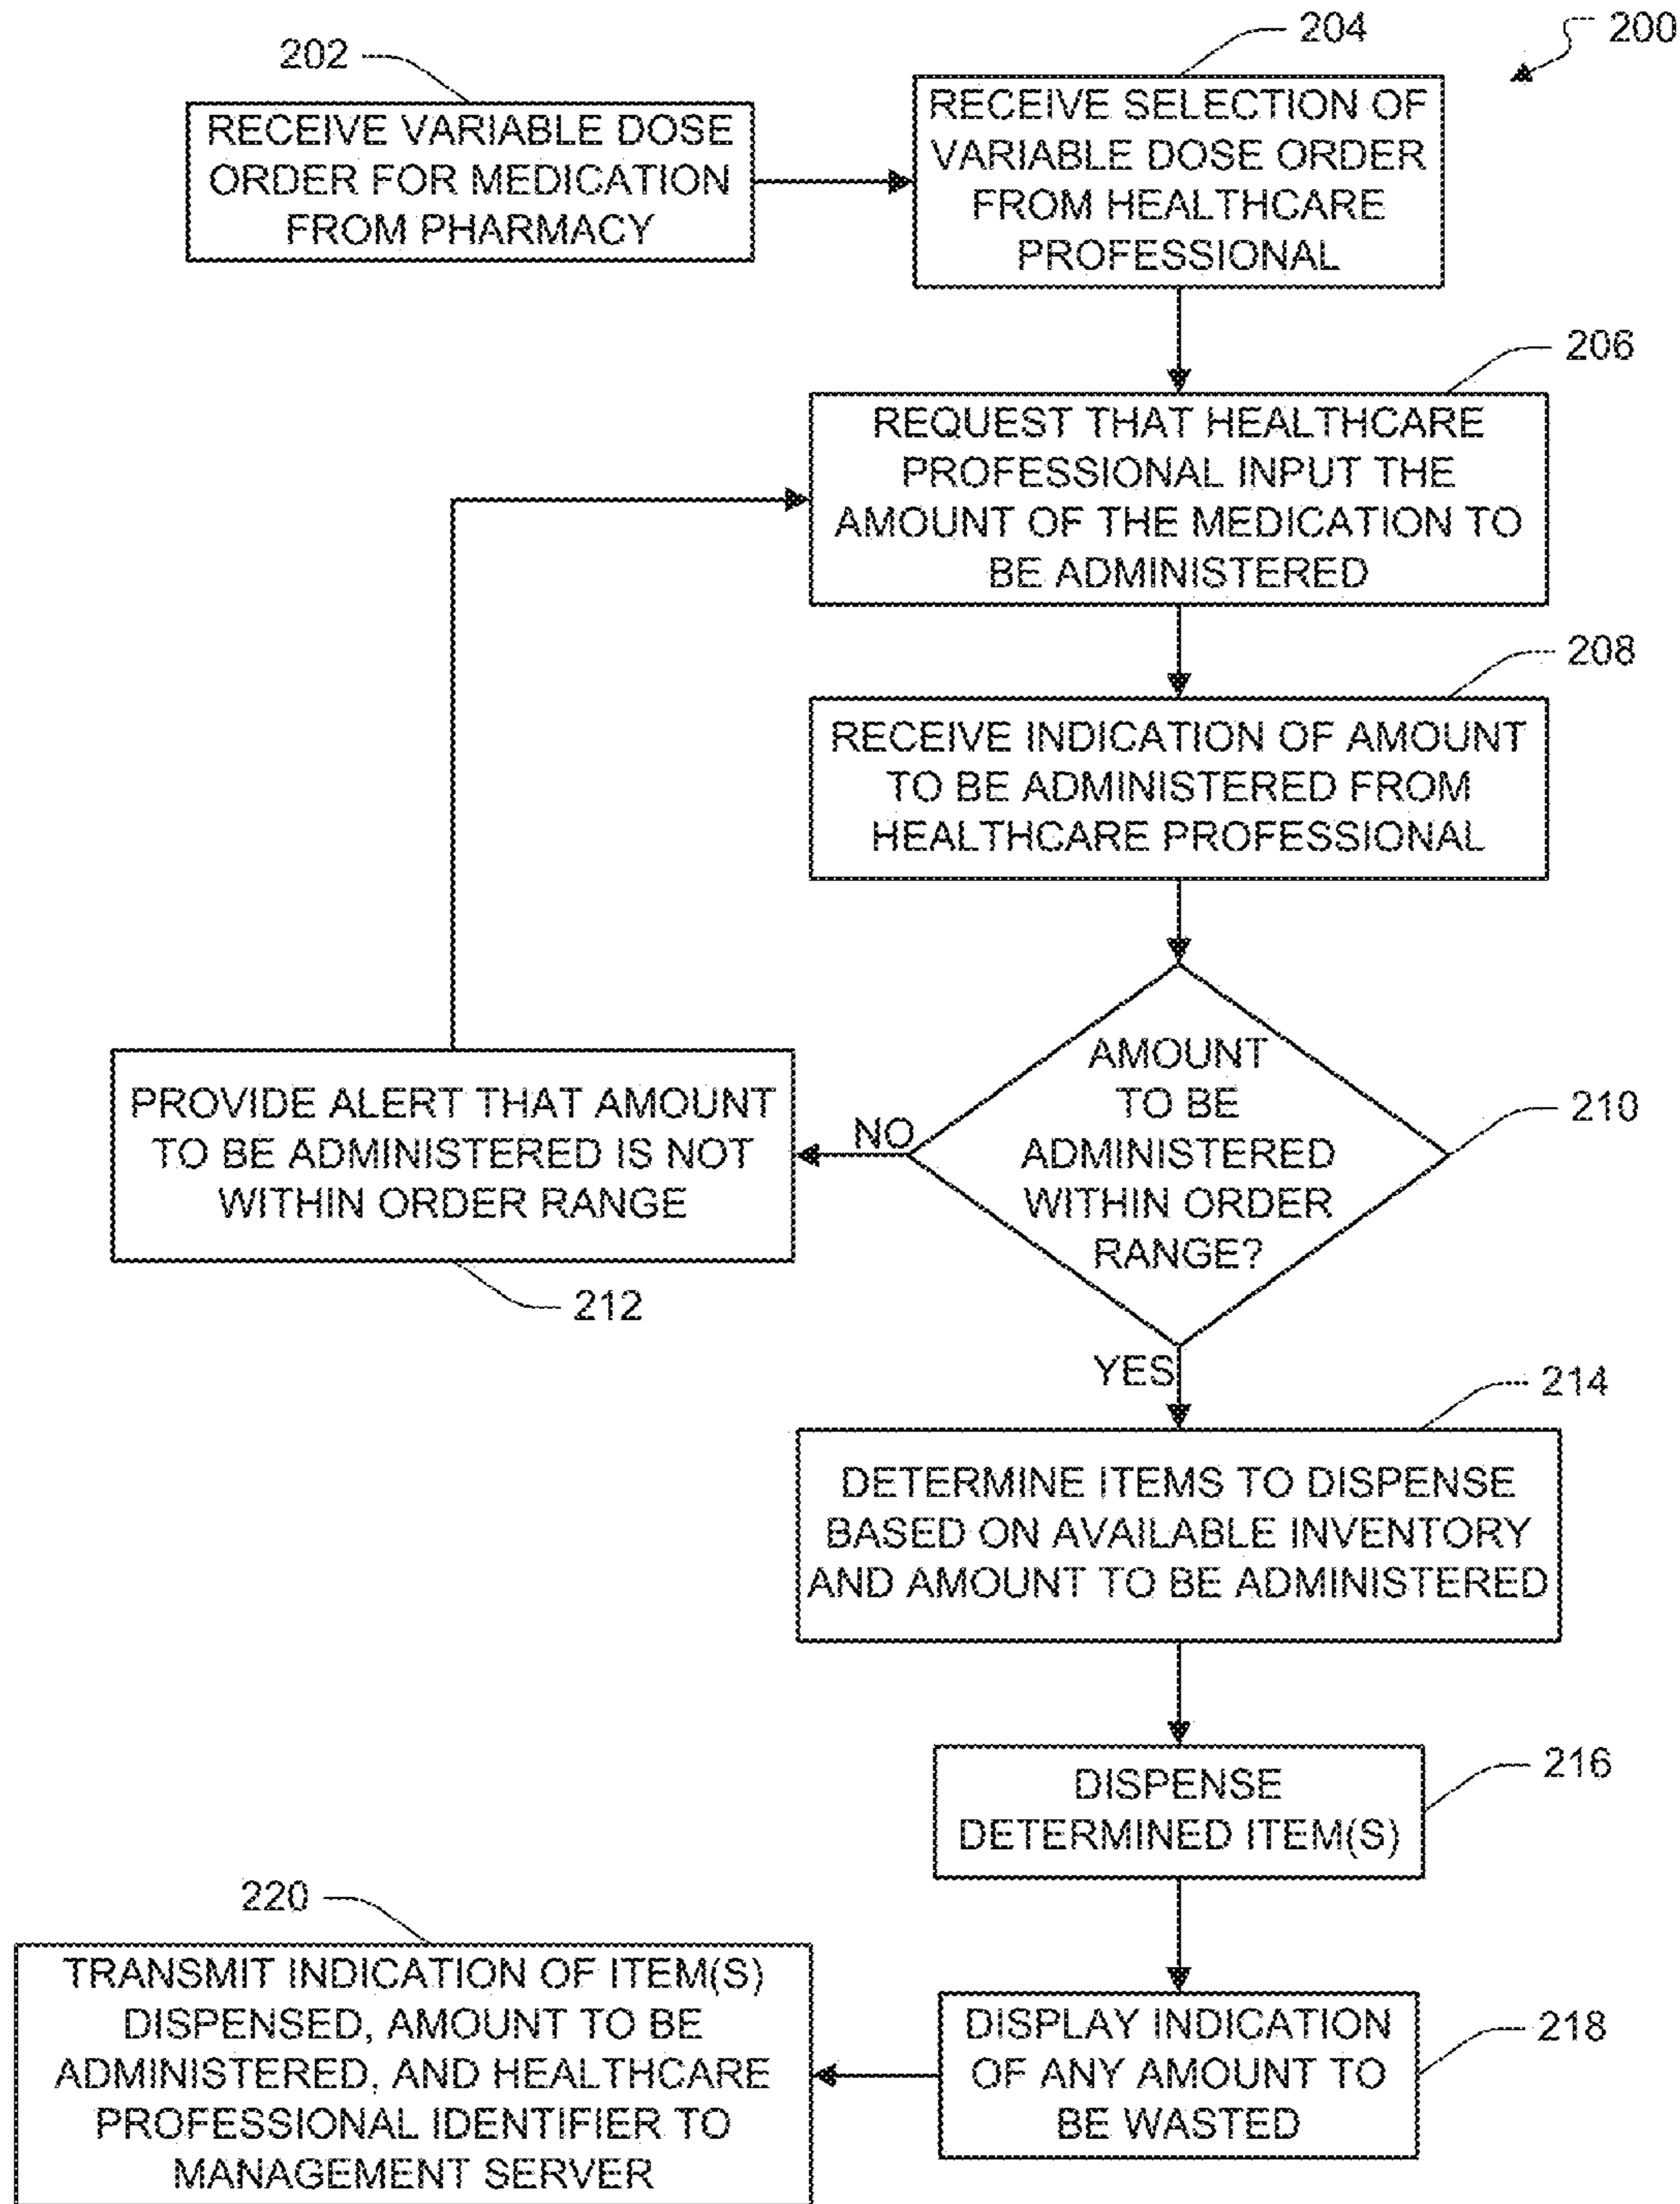 200
202
RECEIVE VARIABLE DOSE
ORDER FOR MEDICATION
FROM PHARMACY
204
RECEIVE SELECTION OF
VARIABLE DOSE ORDER
FROM HEALTHCARE
PROFESSIONAL
206
REQUEST THAT HEALTHCARE
PROFESSIONAL INPUT THE
AMOUNT OF THE MEDICATION TO
BE ADMINISTERED
208
RECEIVE INDICATION OF AMOUNT
TO BE ADMINISTERED FROM
HEALTHCARE PROFESSIONAL
AMOUNT
TO BE
ADMINISTERED
WITHIN ORDER
RANGE?
210
NO
PROVIDE ALERT THAT AMOUNT
TO BE ADMINISTERED IS NOT
WITHIN ORDER RANGE
212
YES
214
DETERMINE ITEMS TO DISPENSE
BASED ON AVAILABLE INVENTORY
AND AMOUNT TO BE ADMINISTERED
216
DISPENSE
DETERMINED ITEM(S)
218
DISPLAY INDICATION
OF ANY AMOUNT TO
BE WASTED
220
TRANSMIT INDICATION OF ITEM(S)
DISPENSED, AMOUNT TO BE
ADMINISTERED, AND HEALTHCARE
PROFESSIONAL IDENTIFIER TO
MANAGEMENT SERVER